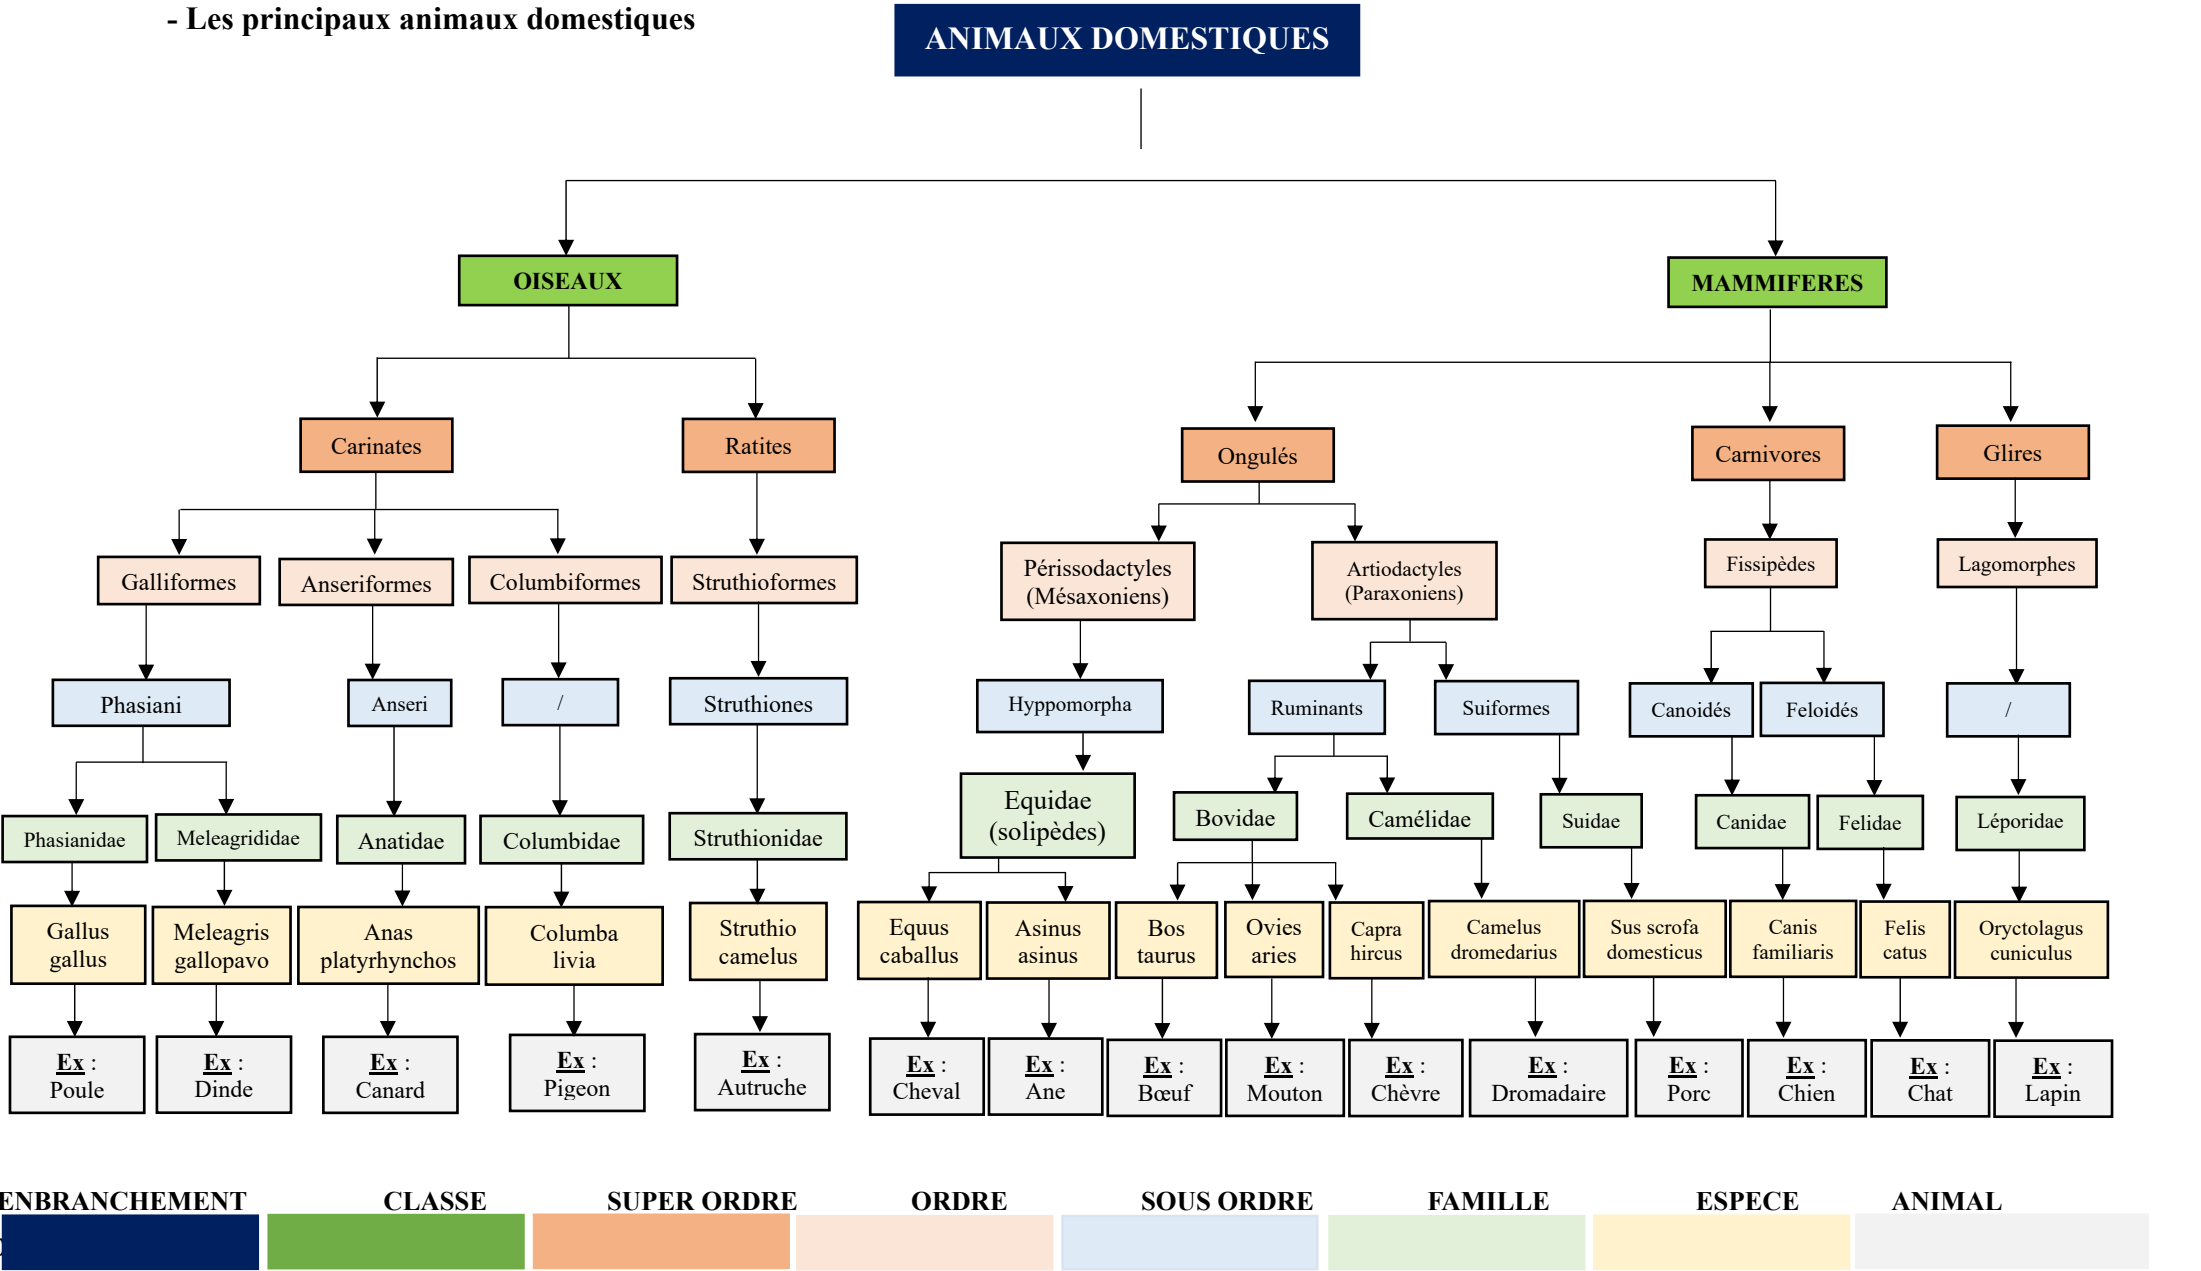 - Les principaux animaux domestiques
ANIMAUX DOMESTIQUES
OISEAUX
MAMMIFERES
Carinates
Ratites
Ongulés
Carnivores
Glires
Galliformes
Anseriformes
Columbiformes
Struthioformes
Périssodactyles
(Mésaxoniens)
Artiodactyles
(Paraxoniens)
Fissipèdes
Lagomorphes
Phasiani
Anseri
/
Struthiones
Hyppomorpha
Ruminants
Suiformes
Canoidés
Feloidés
/
Phasianidae
Meleagrididae
Anatidae
Columbidae
Struthionidae
Equidae
(solipèdes)
Bovidae
Camélidae
Suidae
Canidae
Felidae
Léporidae
Gallus
gallus
Meleagris
gallopavo
Anas
platyrhynchos
Columba
livia
Struthio
camelus
Equus
caballus
Asinus
asinus
Bos
taurus
Ovies
aries
Capra
hircus
Camelus
dromedarius
Sus scrofa
domesticus
Canis
familiaris
Felis
catus
Oryctolagus
cuniculus
Ex :
Poule
Ex :
Dinde
Ex :
Canard
Ex :
Pigeon
Ex :
Autruche
Ex :
Cheval
Ex :
Ane
Ex :
Bœuf
Ex :
Mouton
Ex :
Chèvre
Ex :
Dromadaire
Ex :
Porc
Ex :
Chien
Ex :
Chat
Ex :
Lapin
ENBRANCHEMENT
CLASSE
SUPER ORDRE
ORDRE
SOUS ORDRE
FAMILLE
ESPECE
ANIMAL